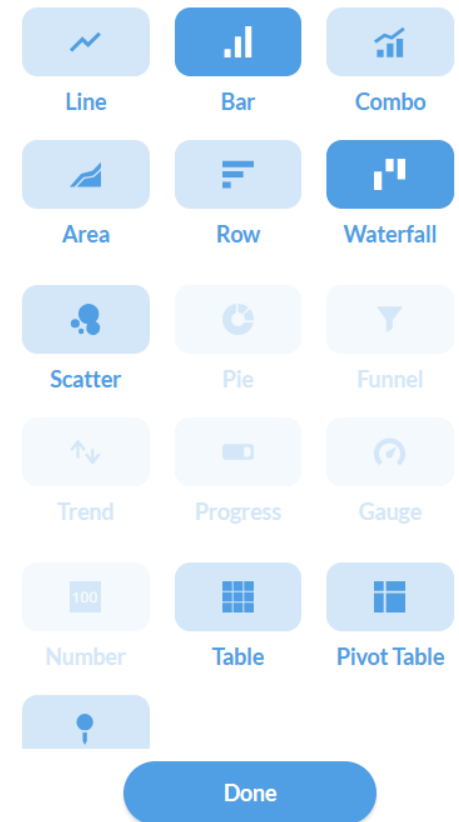 Line Bar Combo
Area Row Waterfall
Scatter Pie Funnel
Trend Progress Gauge
100
Number Table Pivot Table
Done